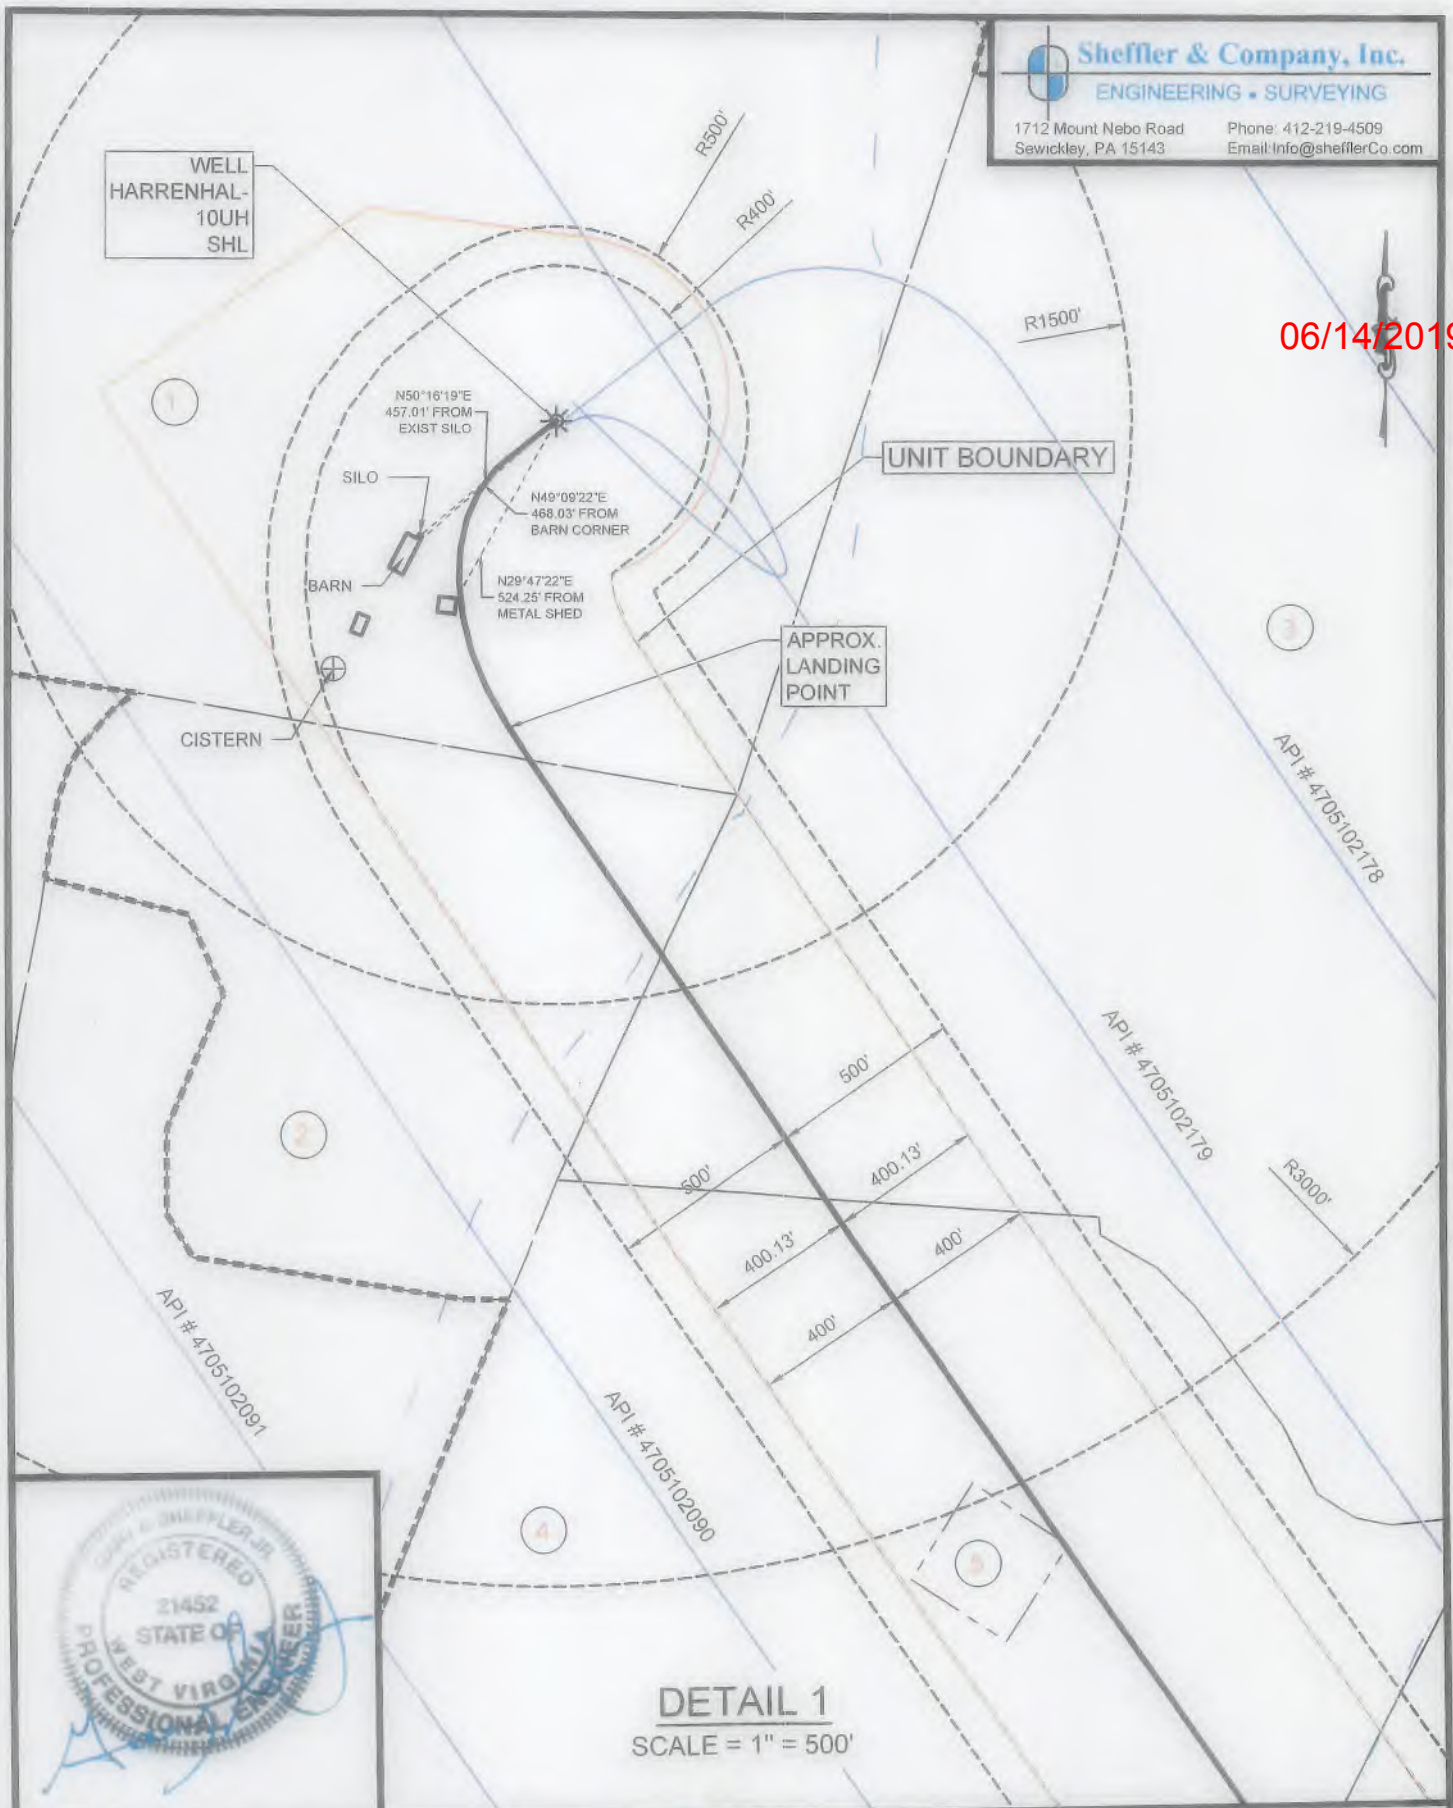 Sheffler & Company, Inc.
ENGINEERING • SURVEYING
1712 Mount Nebo Road
Sewickley, PA 15143
Phone: 412-219-4509
Email:Info@shefflerCo.com
06/14/2019
WELL
HARRENHAL-
10UH
SHL
R500'
R400'
R1500'
1
N50°16'19"E
457.01' FROM
EXIST SILO
SILO
UNIT BOUNDARY
N49°09'22"E
468.03' FROM
BARN CORNER
BARN
N29°47'22"E
524.25' FROM
METAL SHED
3
APPROX.
LANDING
POINT
CISTERN
API # 4705102178
500'
API # 4705102179
2
500'
400.13'
R3000'
400.13'
400'
400'
API # 4705102091
API # 4705102090
4
5
SHEFFLER JR
REGISTERED
21452
STATE OF
WEST VIRGINIA
PROFESSIONAL ENGINEER
DETAIL 1
SCALE = 1" = 500'